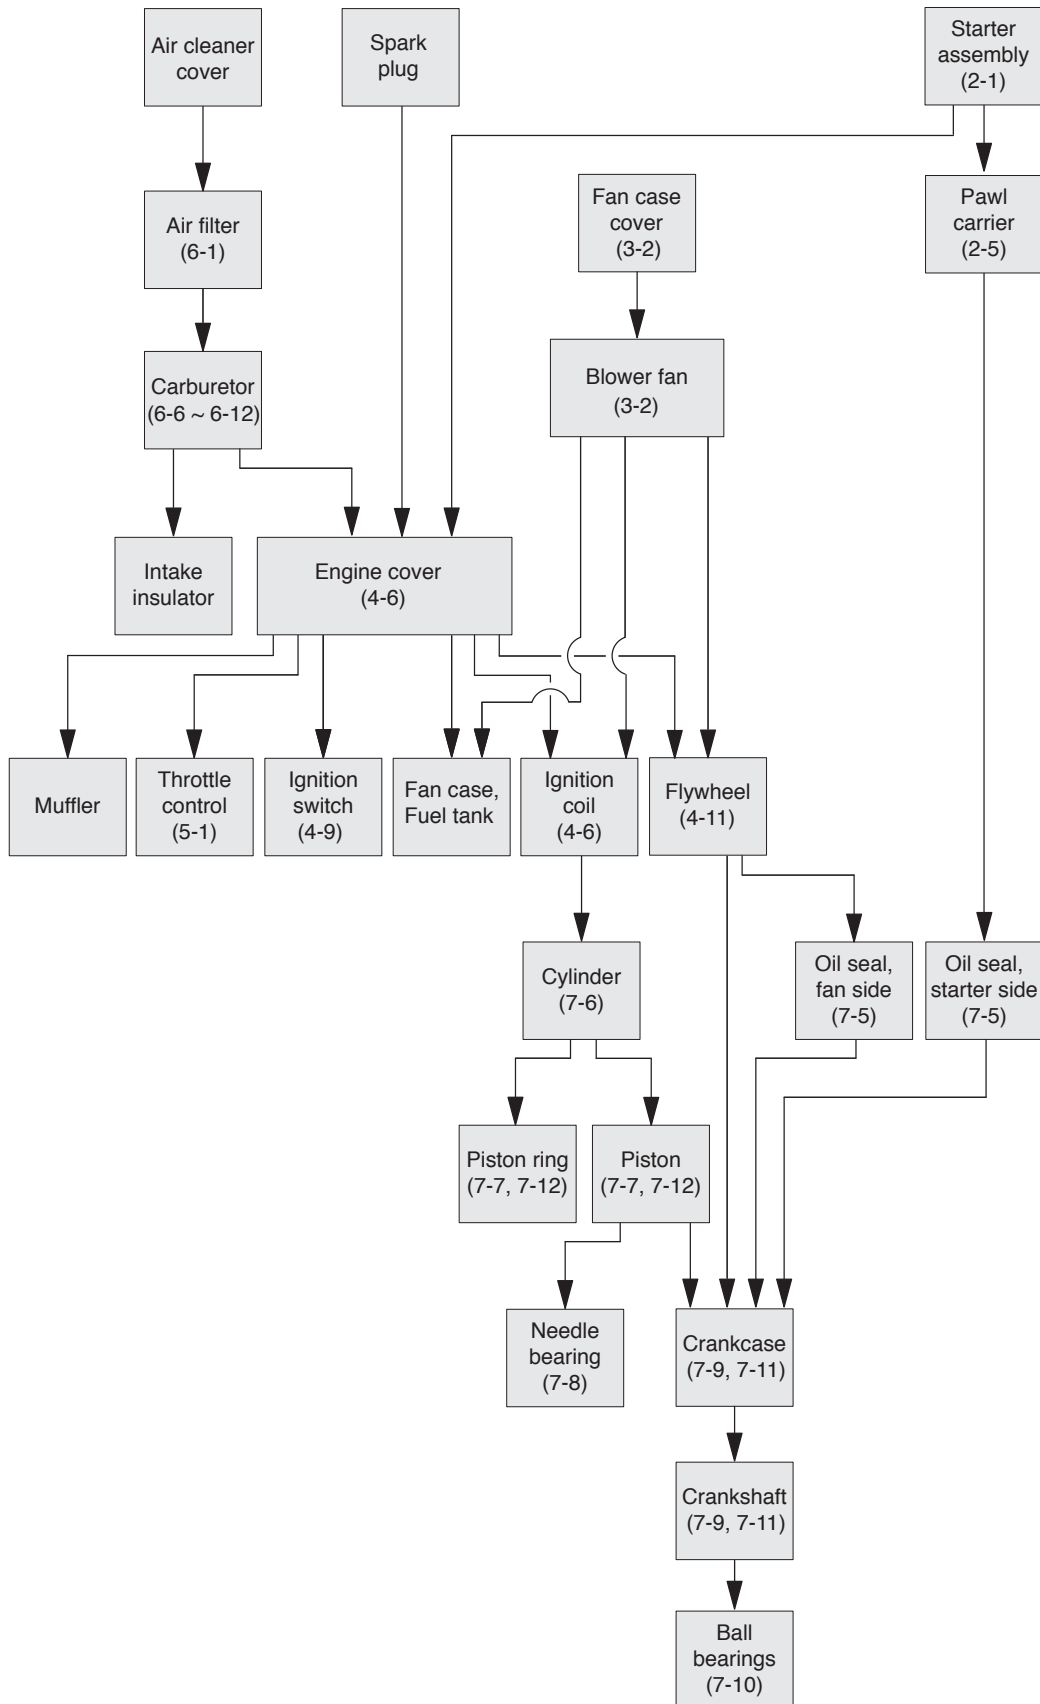 Air cleaner
cover
Spark
plug
Starter
assembly
(2-1)
Air filter
(6-1)
Fan case
cover
(3-2)
Pawl
carrier
(2-5)
Carburetor
(6-6 ~ 6-12)
Blower fan
(3-2)
Intake
insulator
Engine cover
(4-6)
Muffler
Throttle
control
(5-1)
Ignition
switch
(4-9)
Fan case,
Fuel tank
Ignition
coil
(4-6)
Flywheel
(4-11)
Cylinder
(7-6)
Oil seal,
fan side
(7-5)
Oil seal,
starter side
(7-5)
Piston ring
(7-7, 7-12)
Piston
(7-7, 7-12)
Needle
bearing
(7-8)
Crankcase
(7-9, 7-11)
Crankshaft
(7-9, 7-11)
Ball
bearings
(7-10)